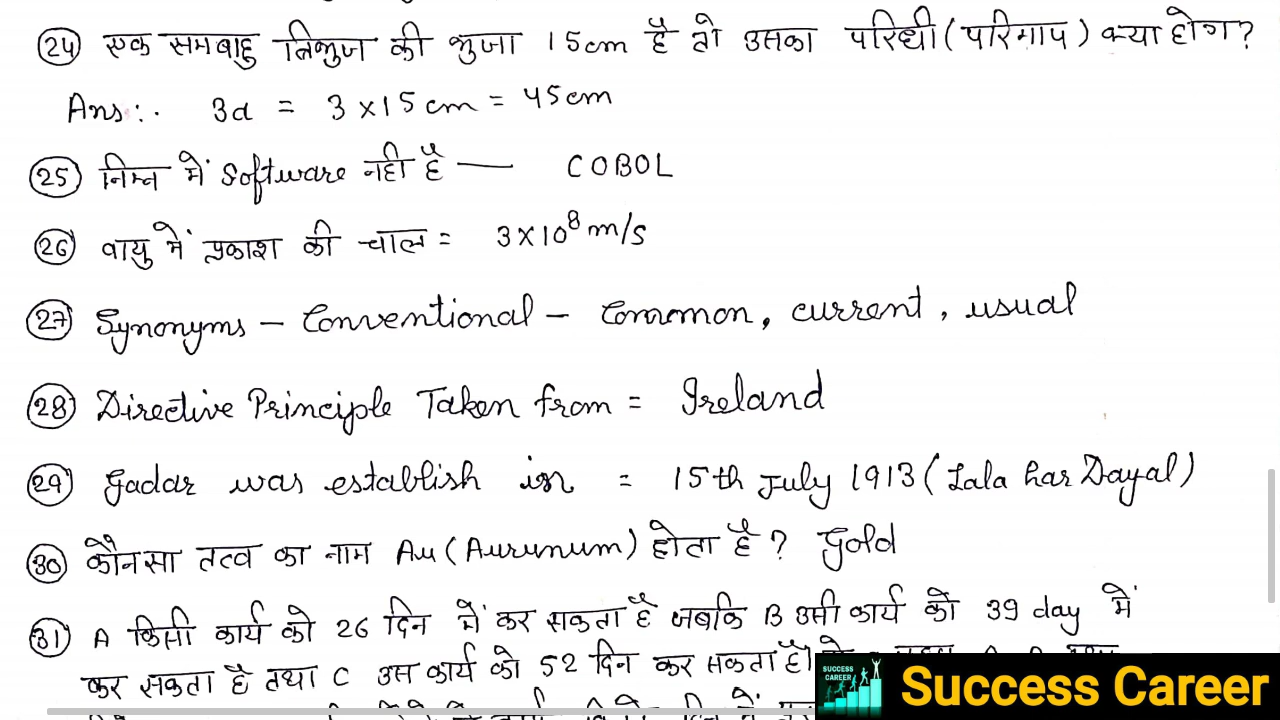 (24) एक समबाहु त्रिभुज की भुजा 15cm है तो उसका परिधी (परिमाप) क्या होगा?
Ans:. 3a = 3 × 15 cm = 45cm
(25) निम्न में Software नही है — COBOL
(26) वायु में प्रकाश की चाल = 3×10⁸ m/s
(27) Synonyms – Conventional – Common, current, usual
(28) Directive Principle Taken from = Ireland
(29) Gadar was establish in = 15th July 1913 (Lala har Dayal)
(30) कौनसा तत्व का नाम Au (Aurunum) होता है? Gold
(31) A किसी कार्य को 26 दिन में कर सकता है जबकि B उसी कार्य को 39 day में
कर सकता है तथा C उस कार्य को 52 दिन कर सकता है।
SUCCESS CAREER
Success Career